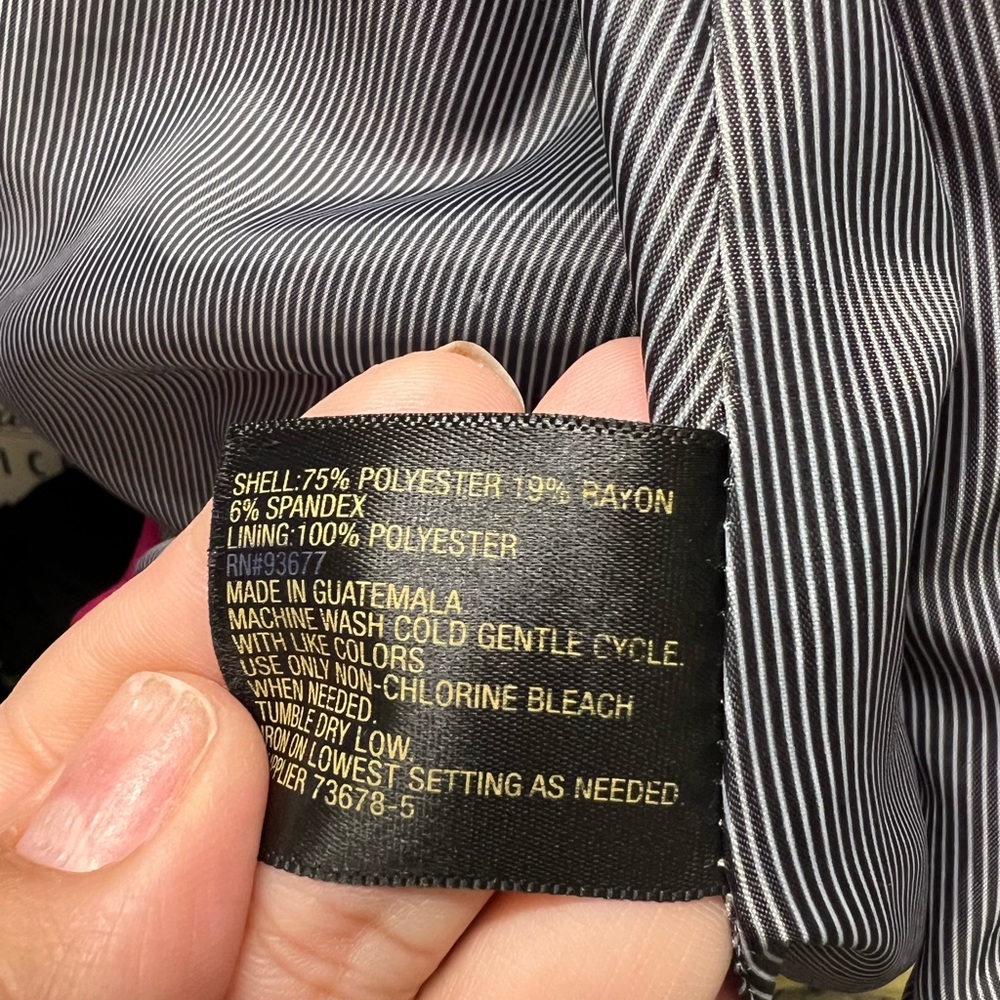 SHELL:75% POLYESTER 19% RAYON
6% SPANDEX
LINING:100% POLYESTER
RN#93677
MADE IN GUATEMALA.
MACHINE WASH COLD GENTLE CYCLE.
WITH LIKE COLORS
USE ONLY NON-CHLORINE BLEACH
WHEN NEEDED.
TUMBLE DRY LOW.
IRON ON LOWEST SETTING AS NEEDED
73678-5